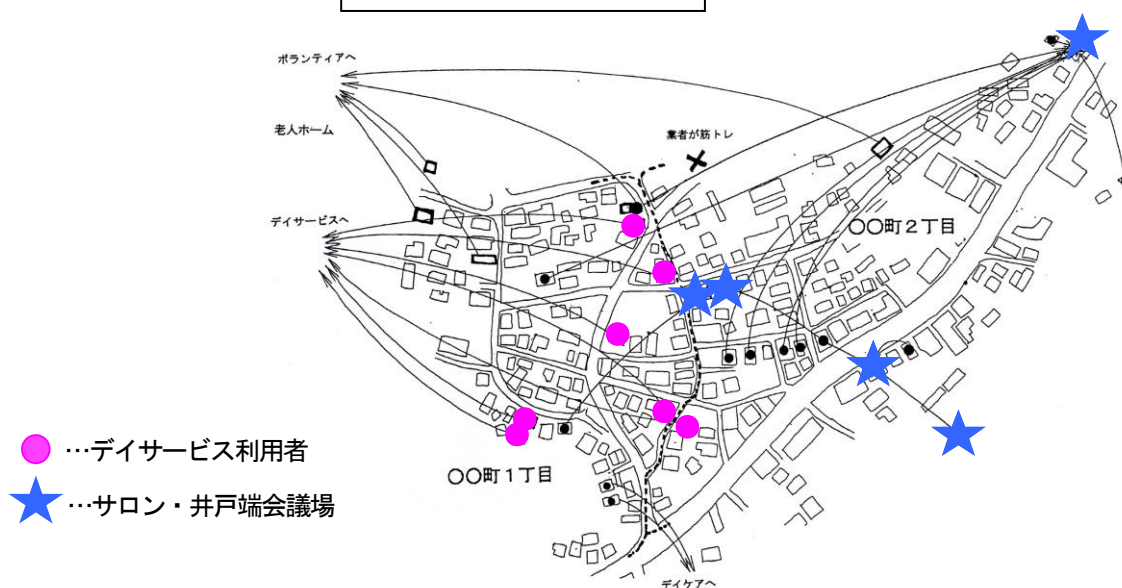 ボランティアへ
老人ホーム
業者が筋トレ
デイサービスへ
〇〇町2丁目
…デイサービス利用者
〇〇町1丁目
…サロン・井戸端会議場
デイケアへ